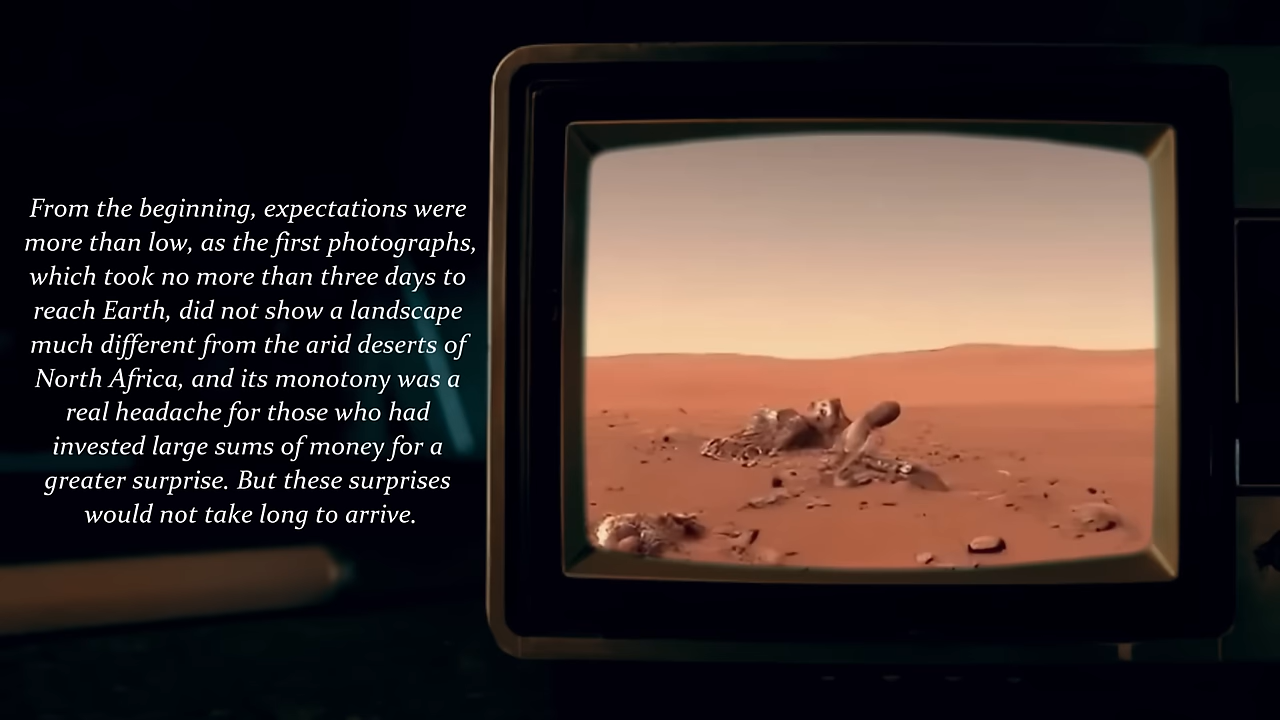 From the beginning, expectations were
more than low, as the first photographs,
which took no more than three days to
reach Earth, did not show a landscape
much different from the arid deserts of
North Africa, and its monotony was a
real headache for those who had
invested large sums of money for a
greater surprise. But these surprises
would not take long to arrive.